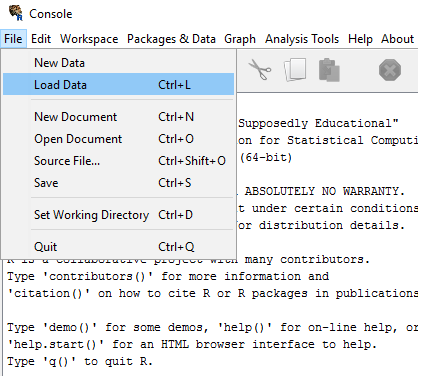 Console
File Edit Workspace Packages & Data Graph Analysis Tools Help About
New Data
Load Data Ctrl+L
New Document Ctrl+N
Open Document Ctrl+O
Source File... Ctrl+Shift+O
Save Ctrl+S
Set Working Directory Ctrl+D
Quit Ctrl+Q
Supposedly Educational"
on for Statistical Computi
(64-bit)
ABSOLUTELY NO WARRANTY.
t under certain conditions
or distribution details.
R is a collaborative project with many contributors.
Type 'contributors()' for more information and
'citation()' on how to cite R or R packages in publications
Type 'demo()' for some demos, 'help()' for on-line help, or
'help.start()' for an HTML browser interface to help.
Type 'q()' to quit R.